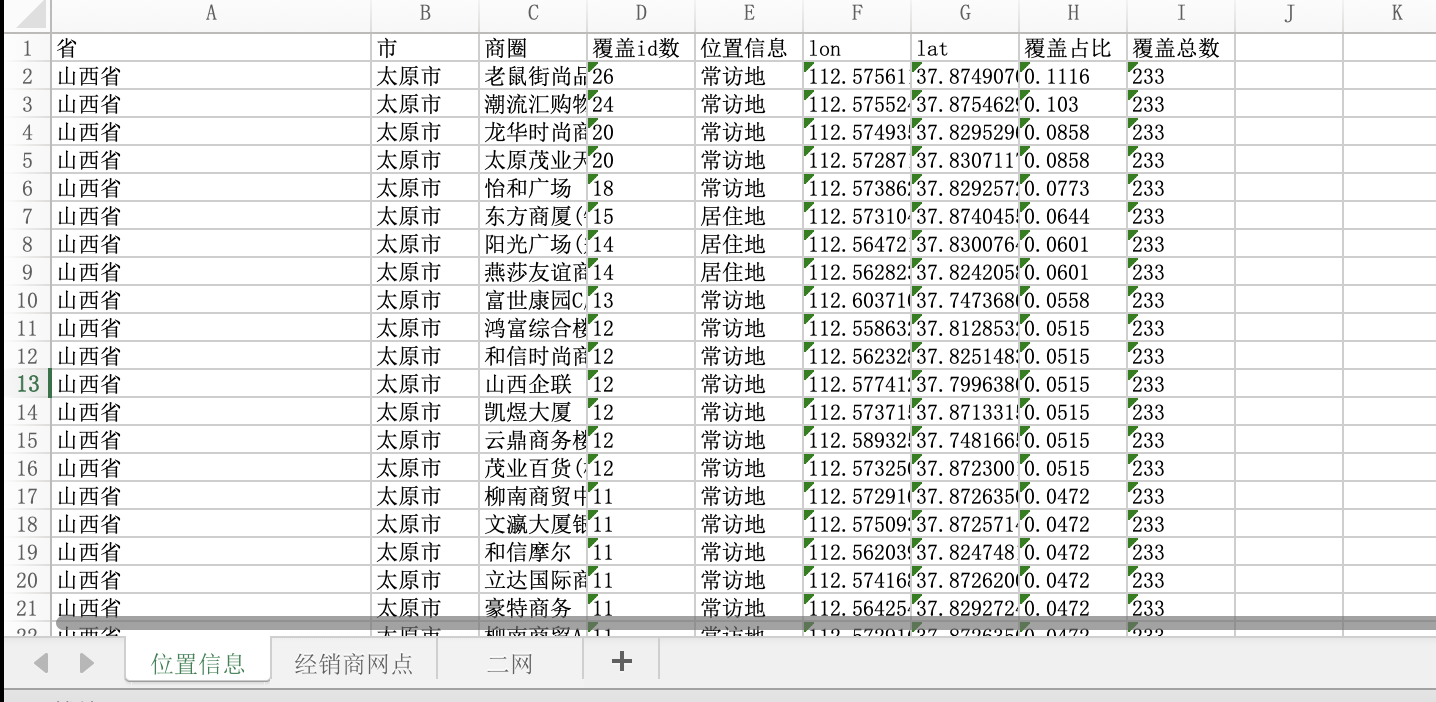 A B C D E F G H I J K
1 省 市 商圈 覆盖id数 位置信息 lon lat 覆盖占比 覆盖总数
2 山西省 太原市 老鼠街尚品 26 常访地 112.57561 37.874907 0.1116 233
3 山西省 太原市 潮流汇购物 24 常访地 112.57552 37.875462 0.103 233
4 山西省 太原市 龙华时尚商 20 常访地 112.57493 37.829529 0.0858 233
5 山西省 太原市 太原茂业天 20 常访地 112.57287 37.830711 0.0858 233
6 山西省 太原市 怡和广场 18 常访地 112.57386 37.829257 0.0773 233
7 山西省 太原市 东方商厦( 15 居住地 112.57310 37.874045 0.0644 233
8 山西省 太原市 阳光广场( 14 居住地 112.56472 37.830076 0.0601 233
9 山西省 太原市 燕莎友谊商 14 居住地 112.56282 37.824205 0.0601 233
10 山西省 太原市 富世康园C 13 常访地 112.60371 37.747368 0.0558 233
11 山西省 太原市 鸿富综合楼 12 常访地 112.55863 37.812853 0.0515 233
12 山西省 太原市 和信时尚商 12 常访地 112.56232 37.825148 0.0515 233
13 山西省 太原市 山西企联 12 常访地 112.57741 37.799638 0.0515 233
14 山西省 太原市 凯煜大厦 12 常访地 112.57371 37.871331 0.0515 233
15 山西省 太原市 云鼎商务楼 12 常访地 112.58932 37.748166 0.0515 233
16 山西省 太原市 茂业百货( 12 常访地 112.57325 37.872300 0.0515 233
17 山西省 太原市 柳南商贸中 11 常访地 112.57291 37.872635 0.0472 233
18 山西省 太原市 文瀛大厦银 11 常访地 112.57509 37.872571 0.0472 233
19 山西省 太原市 和信摩尔 11 常访地 112.56203 37.824748 0.0472 233
20 山西省 太原市 立达国际商 11 常访地 112.57416 37.872620 0.0472 233
21 山西省 太原市 豪特商务 11 常访地 112.56425 37.829272 0.0472 233
位置信息 经销商网点 二网 +